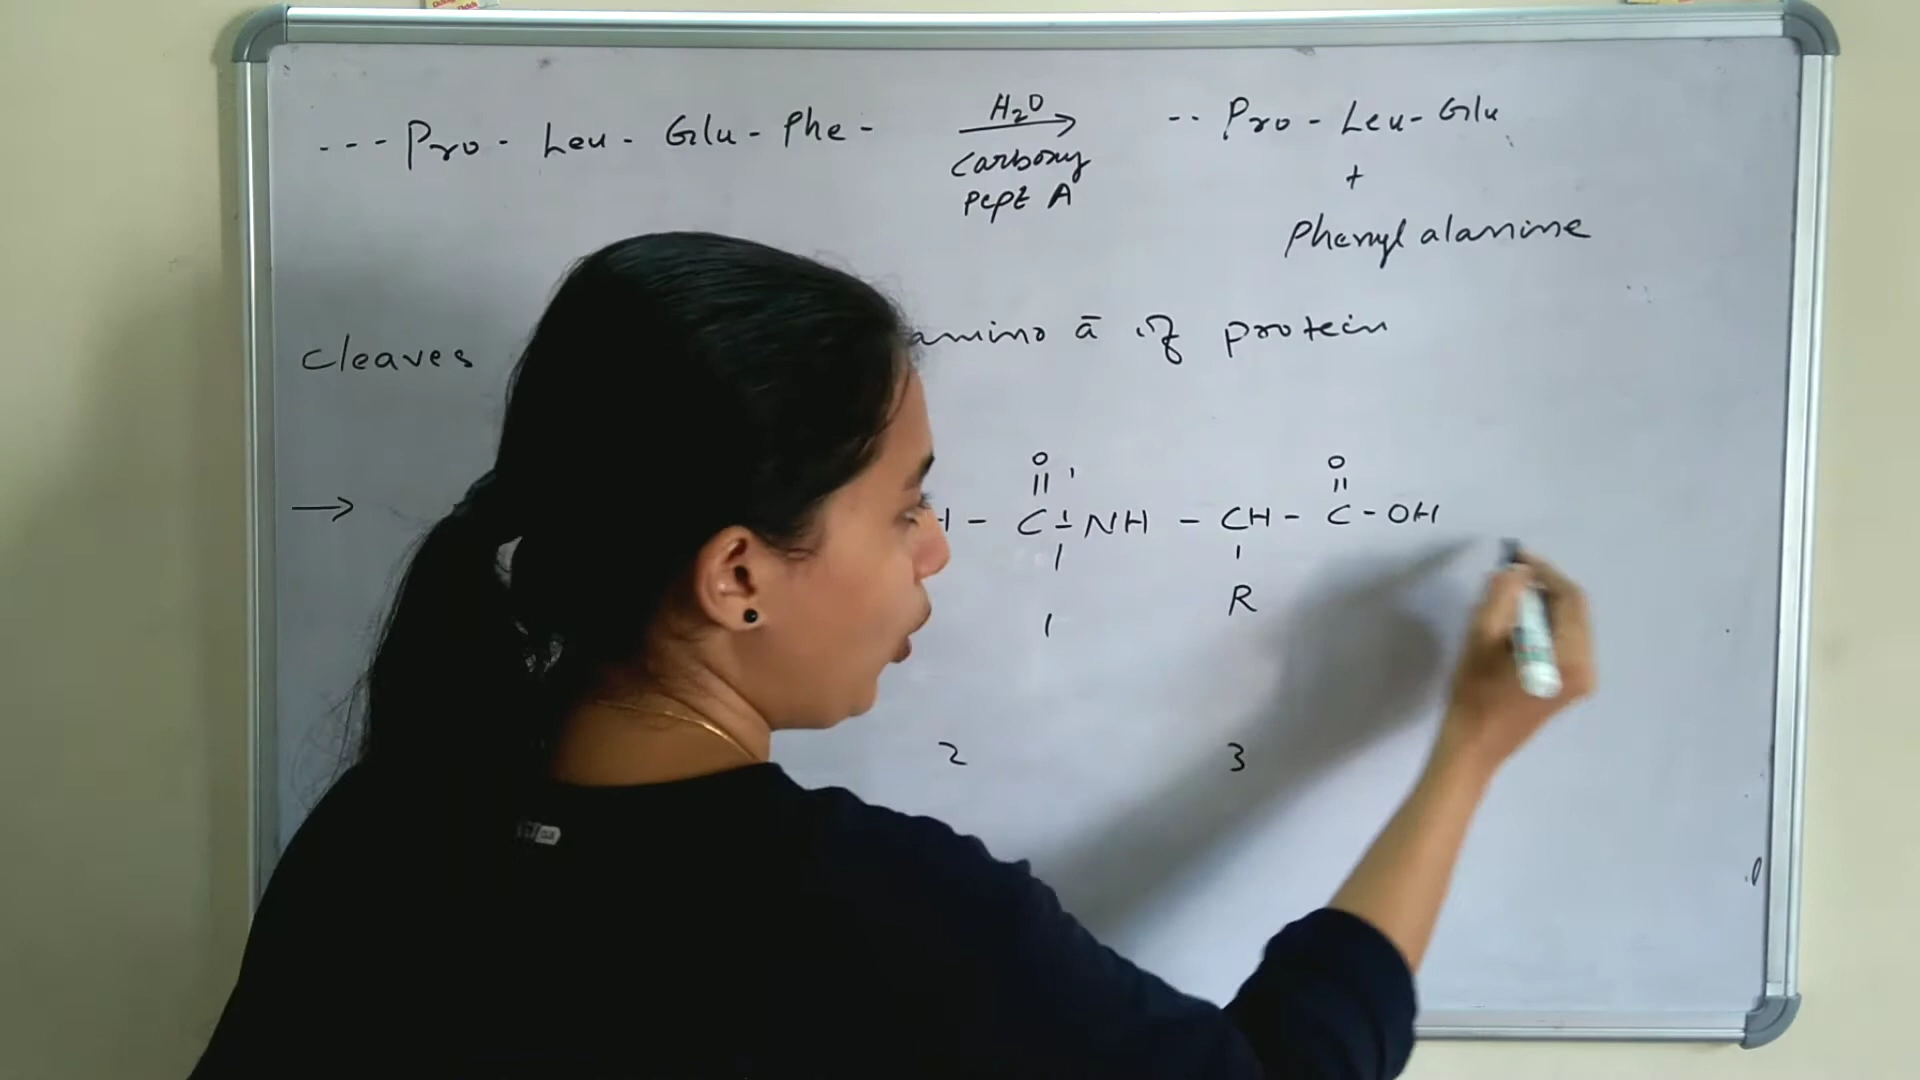 --- Pro - Leu - Glu - Phe -
H₂O
Carboxy
Pept A
-- Pro - Leu - Glu
+
Phenyl alanine
Cleaves amino ā of protein
→ H - C - NH - CH - C - OH
O O
R
2 3